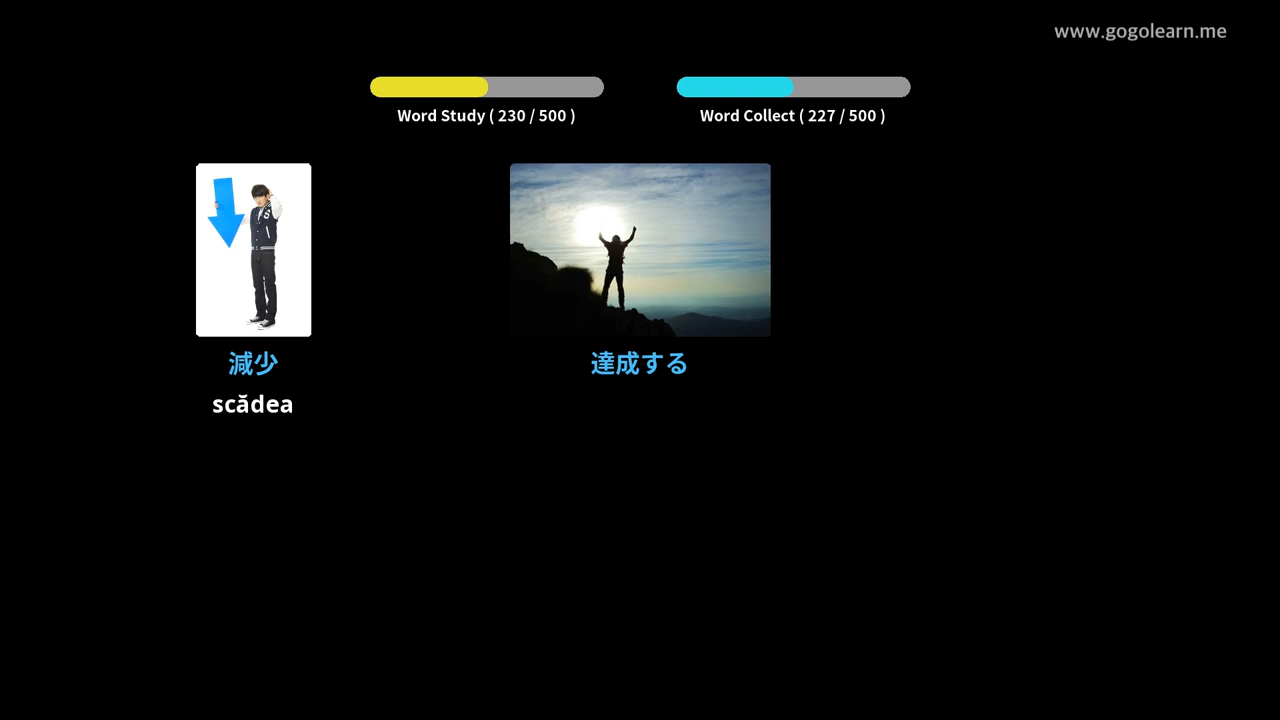 www.gogolearn.me
Word Study ( 230 / 500 )
Word Collect ( 227 / 500 )
S
減少
scădea
達成する